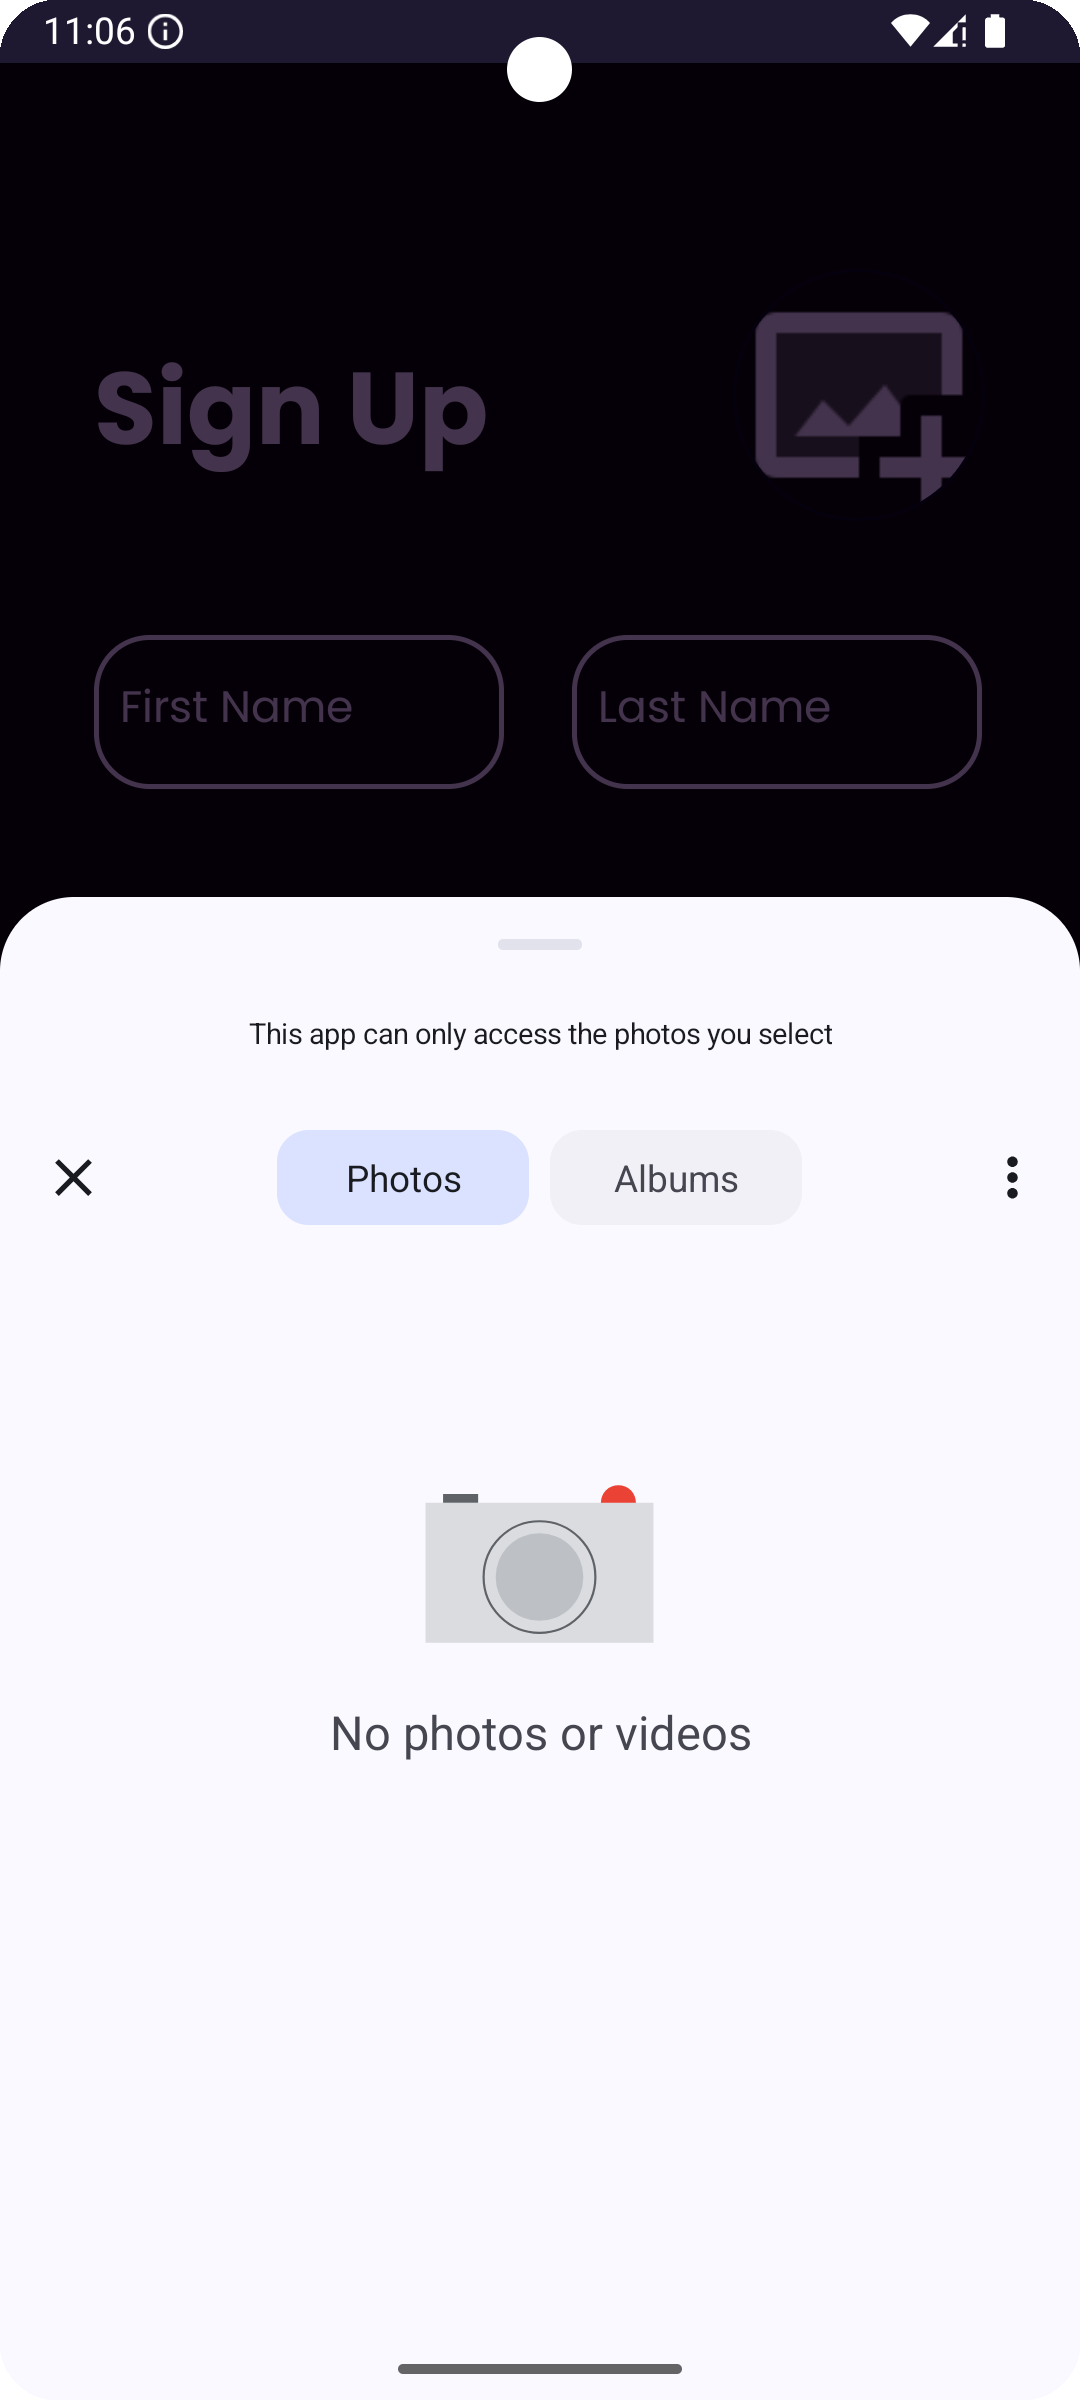 11:06
Sign Up
First Name
Last Name
This app can only access the photos you select
Photos
Albums
No photos or videos